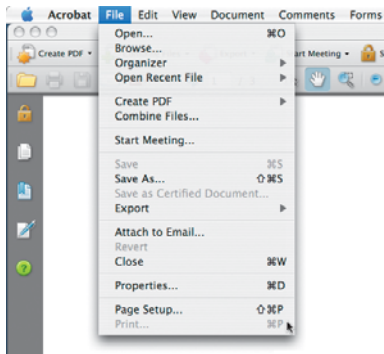 Acrobat File Edit View Document Comments Forms
Create PDF
Start Meeting
Open... ⌘O
Browse...
Organizer
Open Recent File
Create PDF
Combine Files...
Start Meeting...
Save ⌘S
Save As... ⇧⌘S
Save as Certified Document...
Export
Attach to Email...
Revert
Close ⌘W
Properties... ⌘D
Page Setup... ⇧⌘P
Print... ⌘P